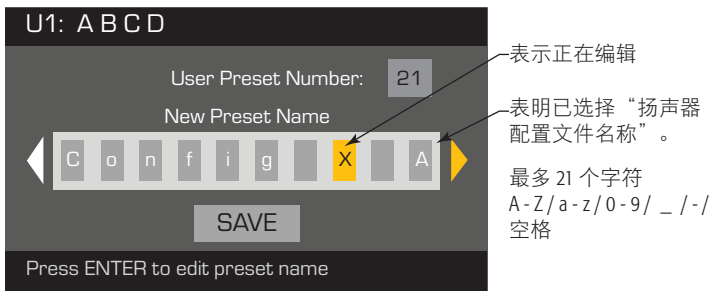 U1: A B C D
User Preset Number: 21
New Preset Name
C o n f i g X A
SAVE
Press ENTER to edit preset name
表示正在编辑
表明已选择“扬声器
配置文件名称”。
最多 21 个字符
A-Z/a-z/0-9/ _ /-/
空格